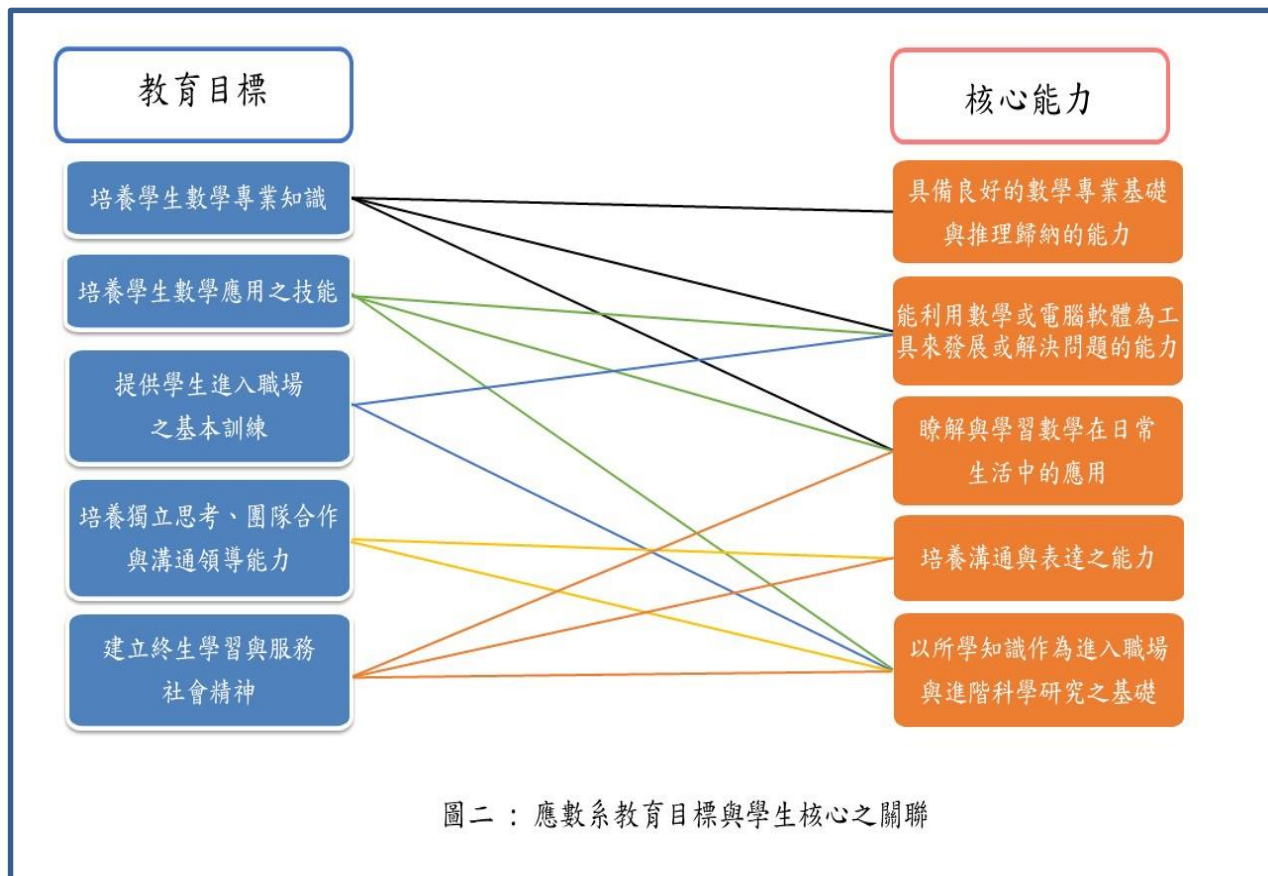 教育目標
培養學生數學專業知識
培養學生數學應用之技能
提供學生進入職場
之基本訓練
培養獨立思考、團隊合作
與溝通領導能力
建立終生學習與服務
社會精神
核心能力
具備良好的數學專業基礎
與推理歸納的能力
能利用數學或電腦軟體為工
具來發展或解決問題的能力
瞭解與學習數學在日常
生活中的應用
培養溝通與表達之能力
以所學知識作為進入職場
與進階科學研究之基礎
圖二 : 應數系教育目標與學生核心之關聯